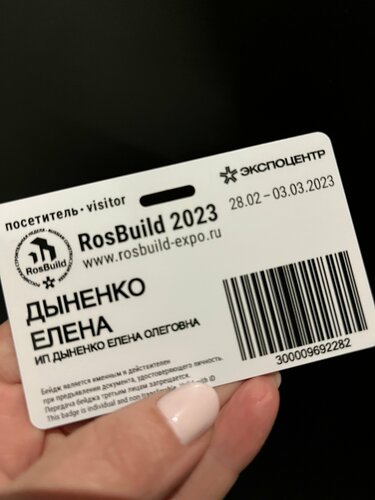 посетитель · visitor
ЭКСПОЦЕНТР
RosBuild 2023
28.02 – 03.03.2023
www.rosbuild-expo.ru
RosBuild
ДЫНЕНКО
ЕЛЕНА
ИП ДЫНЕНКО ЕЛЕНА ОЛЕГОВНА
300009692282
Бейдж является именным и действителен
при предъявлении документа, удостоверяющего личность.
Передача бейджа третьим лицам запрещается.
This badge is individual and non